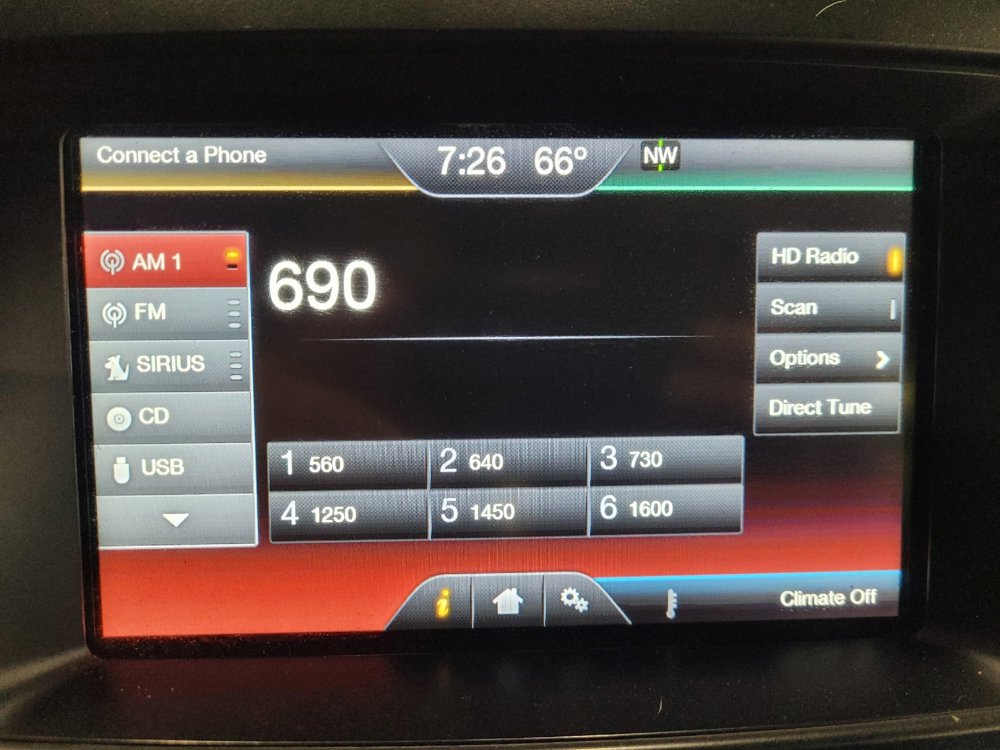 Connect a Phone 7:26 66° NW
AM 1
FM
SIRIUS
CD
USB
690
HD Radio
Scan
Options
Direct Tune
1 560 2 640 3 730
4 1250 5 1450 6 1600
i Climate Off